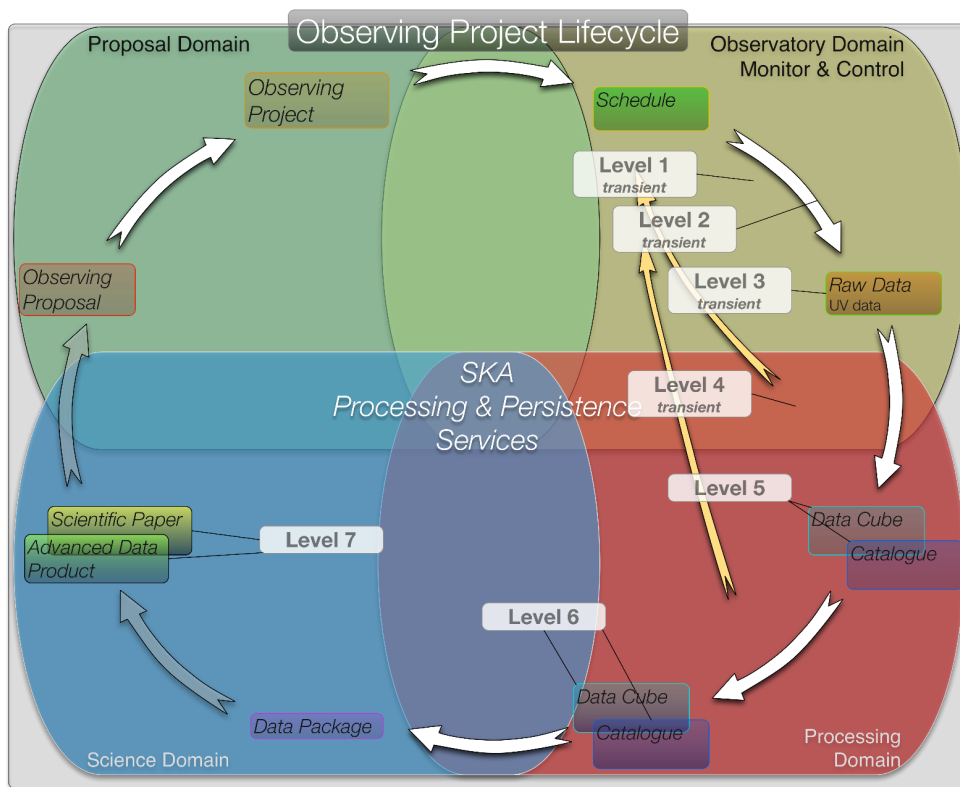 Observing Project Lifecycle
Proposal Domain
Observatory Domain
Monitor & Control
Observing
Project
Schedule
Level 1
transient
Level 2
transient
Observing
Proposal
Level 3
transient
Raw Data
UV data
SKA
Processing & Persistence
Services
Level 4
transient
Level 5
Data Cube
Catalogue
Scientific Paper
Advanced Data
Product
Level 7
Level 6
Data Cube
Catalogue
Data Package
Science Domain
Processing
Domain